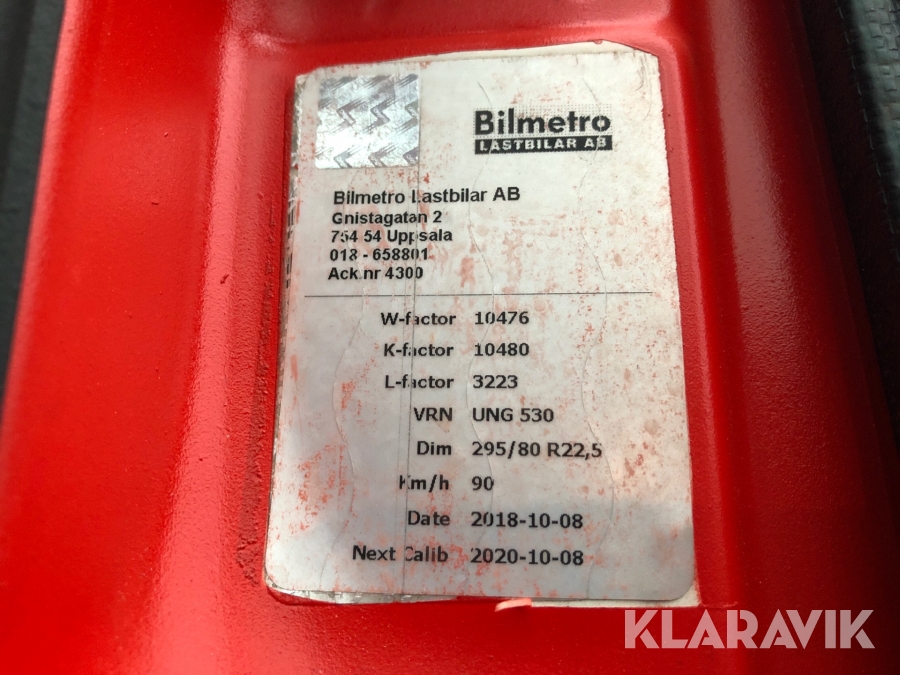 Bilmetro
LASTBILAR AB
Bilmetro Lastbilar AB
Gnistagatan 2
754 54 Uppsala
018 - 658801
Ack.nr 4300
W-factor 10476
K-factor 10480
L-factor 3223
VRN UNG 530
Dim 295/80 R22,5
Km/h 90
Date 2018-10-08
Next Calib 2020-10-08
KLARAVIK